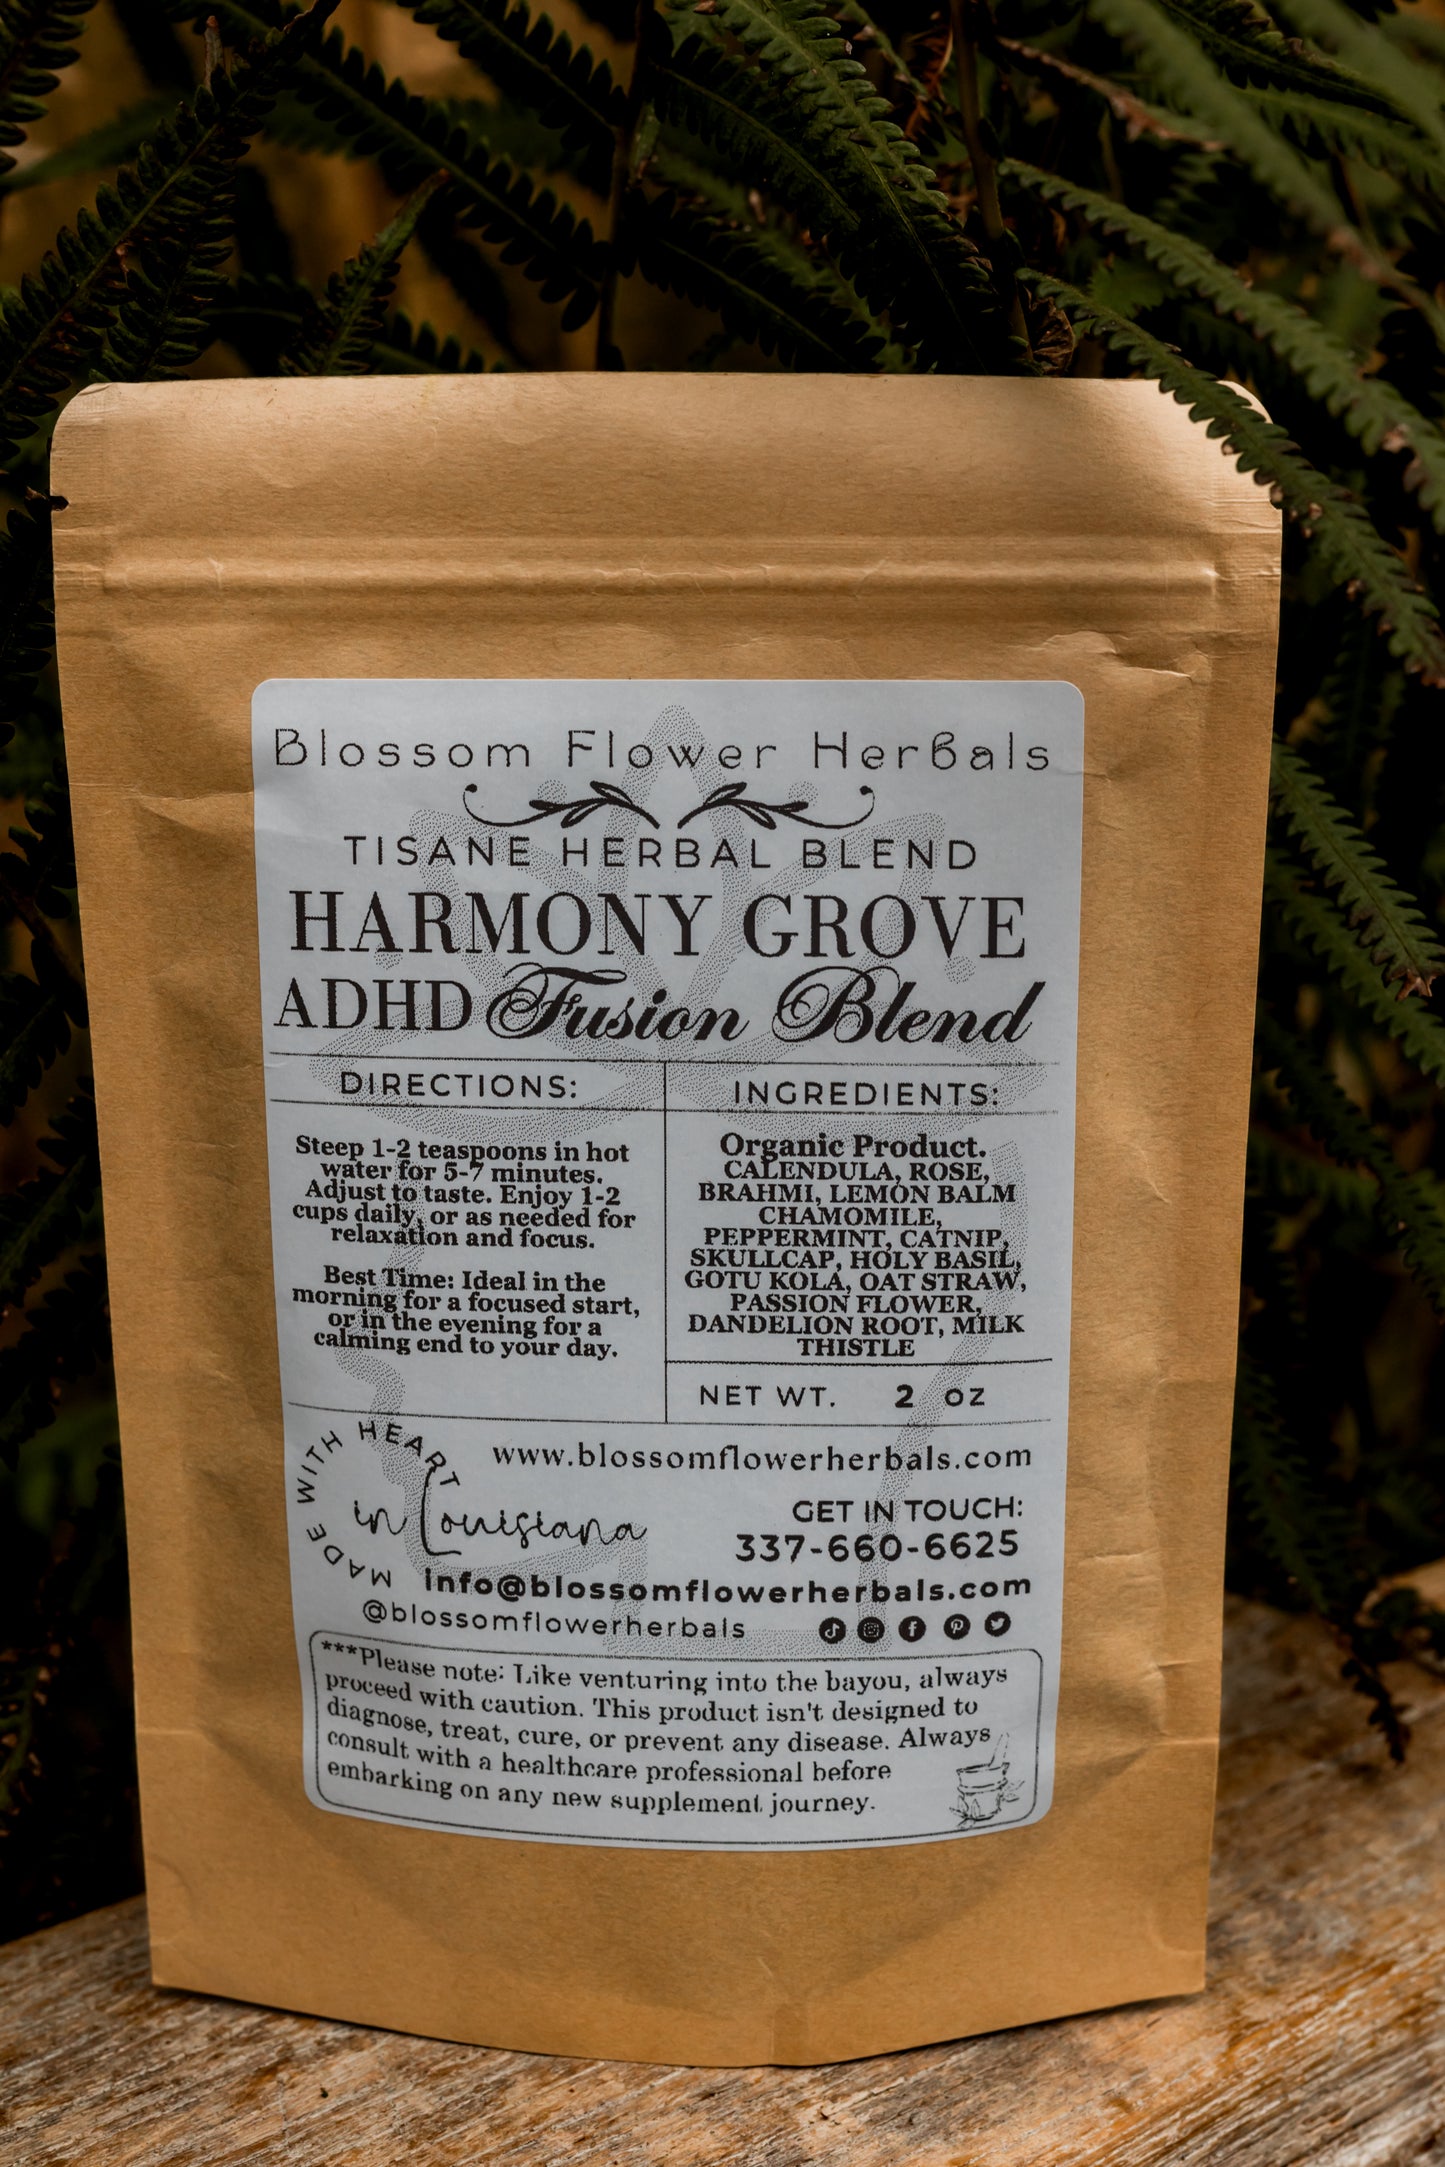 Blossom Flower Herbals
TISANE HERBAL BLEND
HARMONY GROVE
ADHD Fusion Blend
DIRECTIONS:
Steep 1-2 teaspoons in hot
water for 5-7 minutes.
Adjust to taste. Enjoy 1-2
cups daily, or as needed for
relaxation and focus.
Best Time: Ideal in the
morning for a focused start,
or in the evening for a
calming end to your day.
INGREDIENTS:
Organic Product.
CALENDULA, ROSE,
BRAHMI, LEMON BALM
CHAMOMILE,
PEPPERMINT, CATNIP,
SKULLCAP, HOLY BASIL,
GOTU KOLA, OAT STRAW,
PASSION FLOWER,
DANDELION ROOT, MILK
THISTLE
NET WT. 2 oz
MADE WITH HEART
in Louisiana
www.blossomflowerherbals.com
GET IN TOUCH:
337-660-6625
Info@blossomflowerherbals.com
@blossomflowerherbals
***Please note: Like venturing into the bayou, always
proceed with caution. This product isn't designed to
diagnose, treat, cure, or prevent any disease. Always
consult with a healthcare professional before
embarking on any new supplement journey.